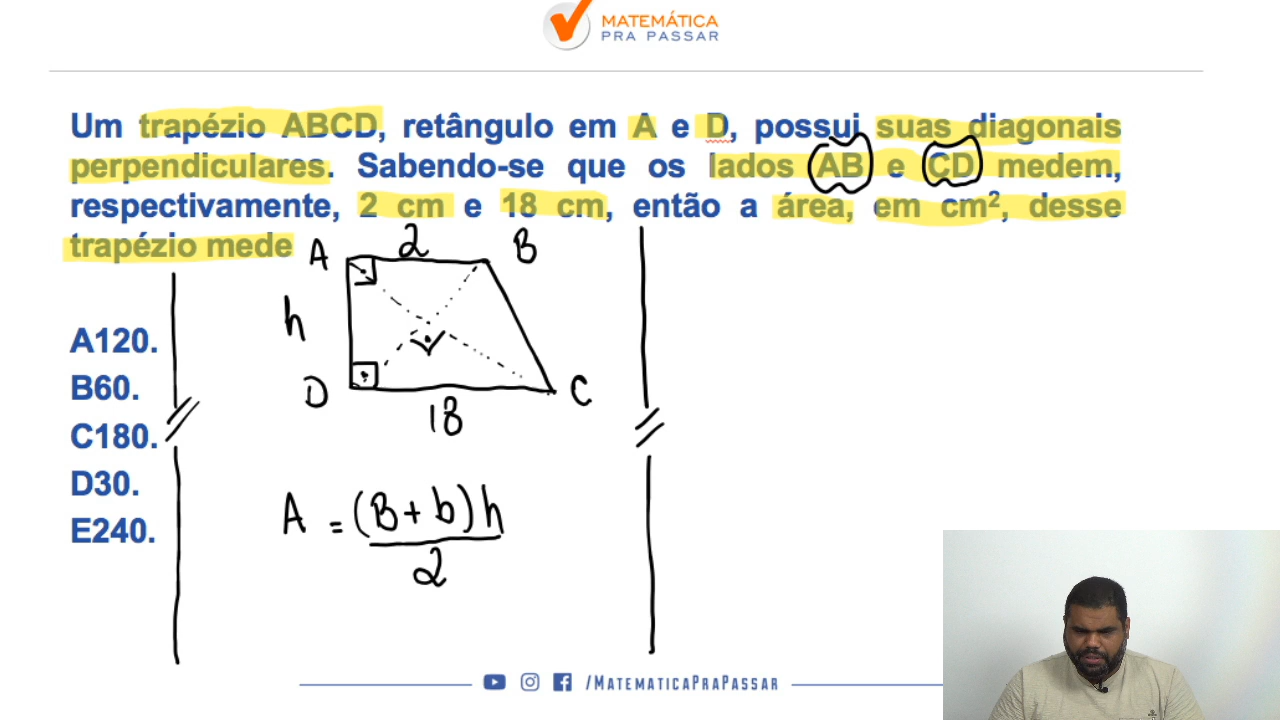 MATEMÁTICA
PRA PASSAR
Um trapézio ABCD, retângulo em A e D, possui suas diagonais
perpendiculares. Sabendo-se que os lados AB e CD medem,
respectivamente, 2 cm e 18 cm, então a área, em cm², desse
trapézio mede
A 2 B
h
D 18 C
A120.
B60.
C180.
D30.
E240.
A = (B + b) h
2
/MATEMATICAPRAPASSAR